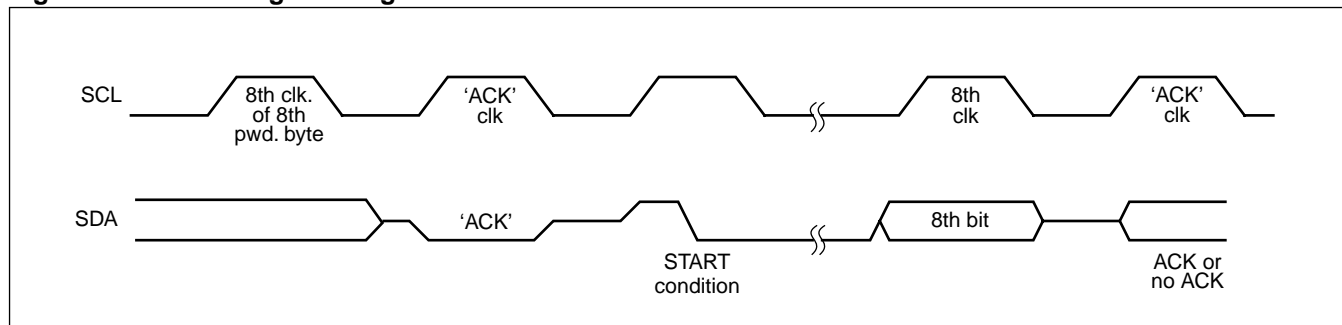 SCL
8th clk.
of 8th
pwd. byte
‘ACK’
clk
8th
clk
‘ACK’
clk
SDA
‘ACK’
8th bit
START
condition
ACK or
no ACK